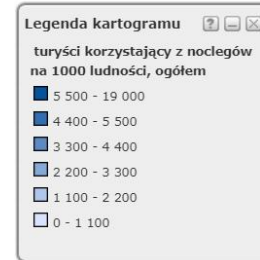 Legenda kartogramu
turyści korzystający z noclegów
na 1000 ludności, ogółem
5 500 - 19 000
4 400 - 5 500
3 300 - 4 400
2 200 - 3 300
1 100 - 2 200
0 - 1 100